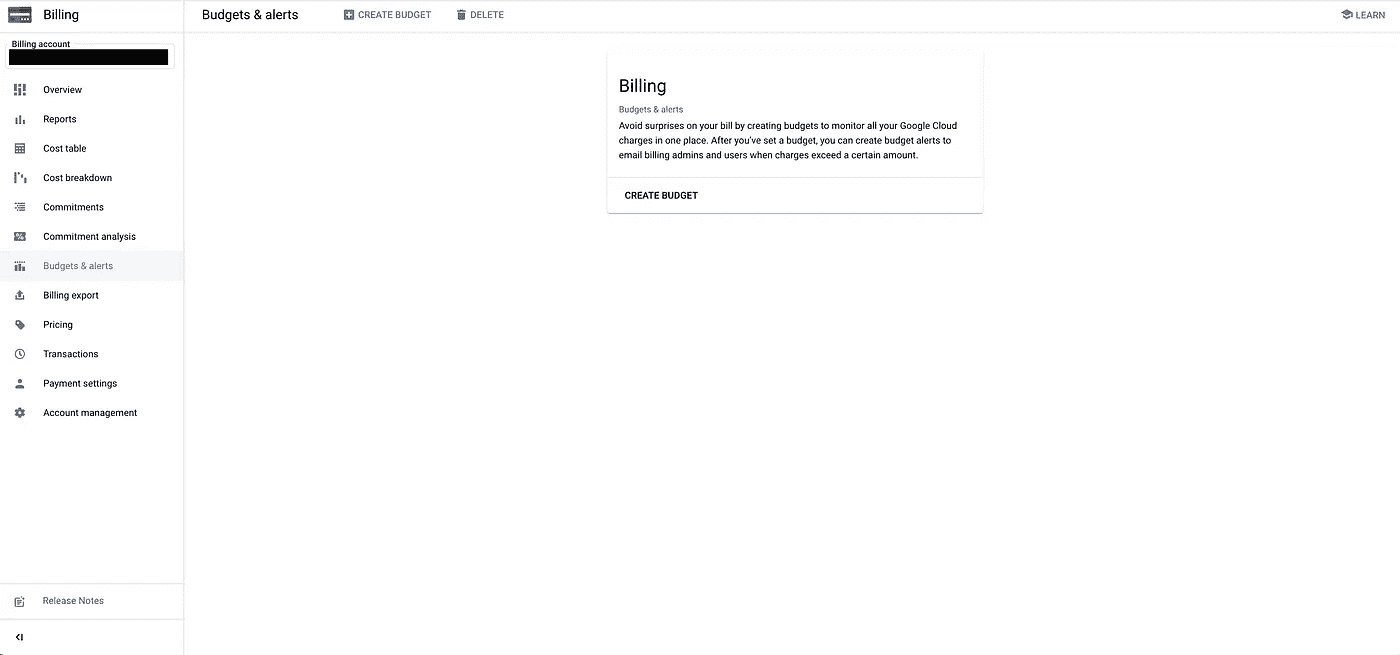 Billing
Budgets & alerts
CREATE BUDGET
DELETE
LEARN
Billing account
Overview
Reports
Cost table
Cost breakdown
Commitments
Commitment analysis
Budgets & alerts
Billing export
Pricing
Transactions
Payment settings
Account management
Release Notes
Billing
Budgets & alerts
Avoid surprises on your bill by creating budgets to monitor all your Google Cloud
charges in one place. After you've set a budget, you can create budget alerts to
email billing admins and users when charges exceed a certain amount.
CREATE BUDGET